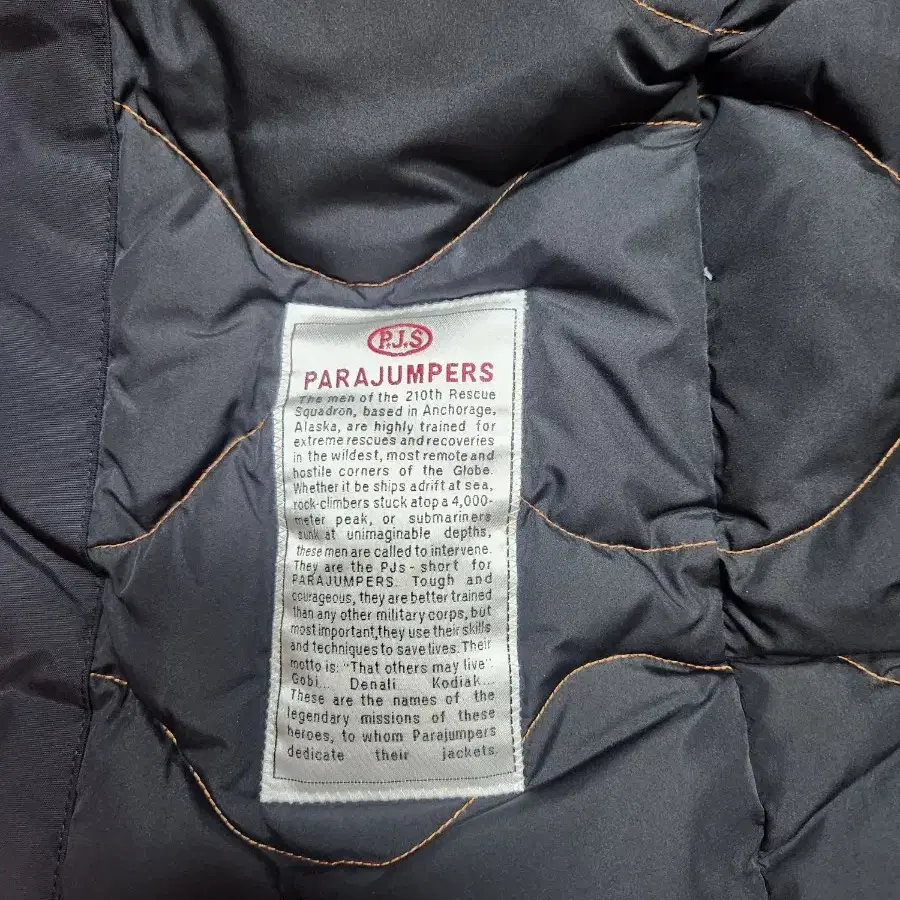 P.J.S
PARAJUMPERS
The men of the 210th Rescue
Squadron, based in Anchorage,
Alaska, are highly trained for
extreme rescues and recoveries
in the wildest, most remote and
hostile corners of the Globe.
Whether it be ships adrift at sea,
rock-climbers stuck atop a 4,000-
meter peak, or submariners
sunk at unimaginable depths,
these men are called to intervene.
They are the PJs - short for
PARAJUMPERS. Tough and
courageous, they are better trained
than any other military corps, but
most important, they use their skills
and techniques to save lives. Their
motto is: "That others may live".
Gobi... Denali Kodiak...
These are the names of the
legendary missions of these
heroes, to whom Parajumpers
dedicate their jackets.